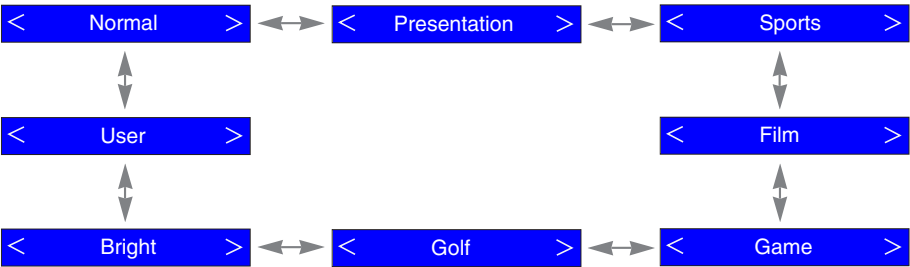 < Normal > < Presentation > < Sports >
< User > < Film >
< Bright > < Golf > < Game >